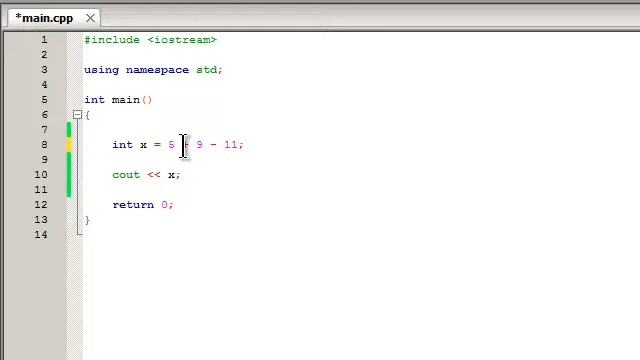 *main.cpp
1 #include <iostream>
2
3 using namespace std;
4
5 int main()
6 {
7
8 int x = 5 + 9 - 11;
9
10 cout << x;
11
12 return 0;
13 }
14